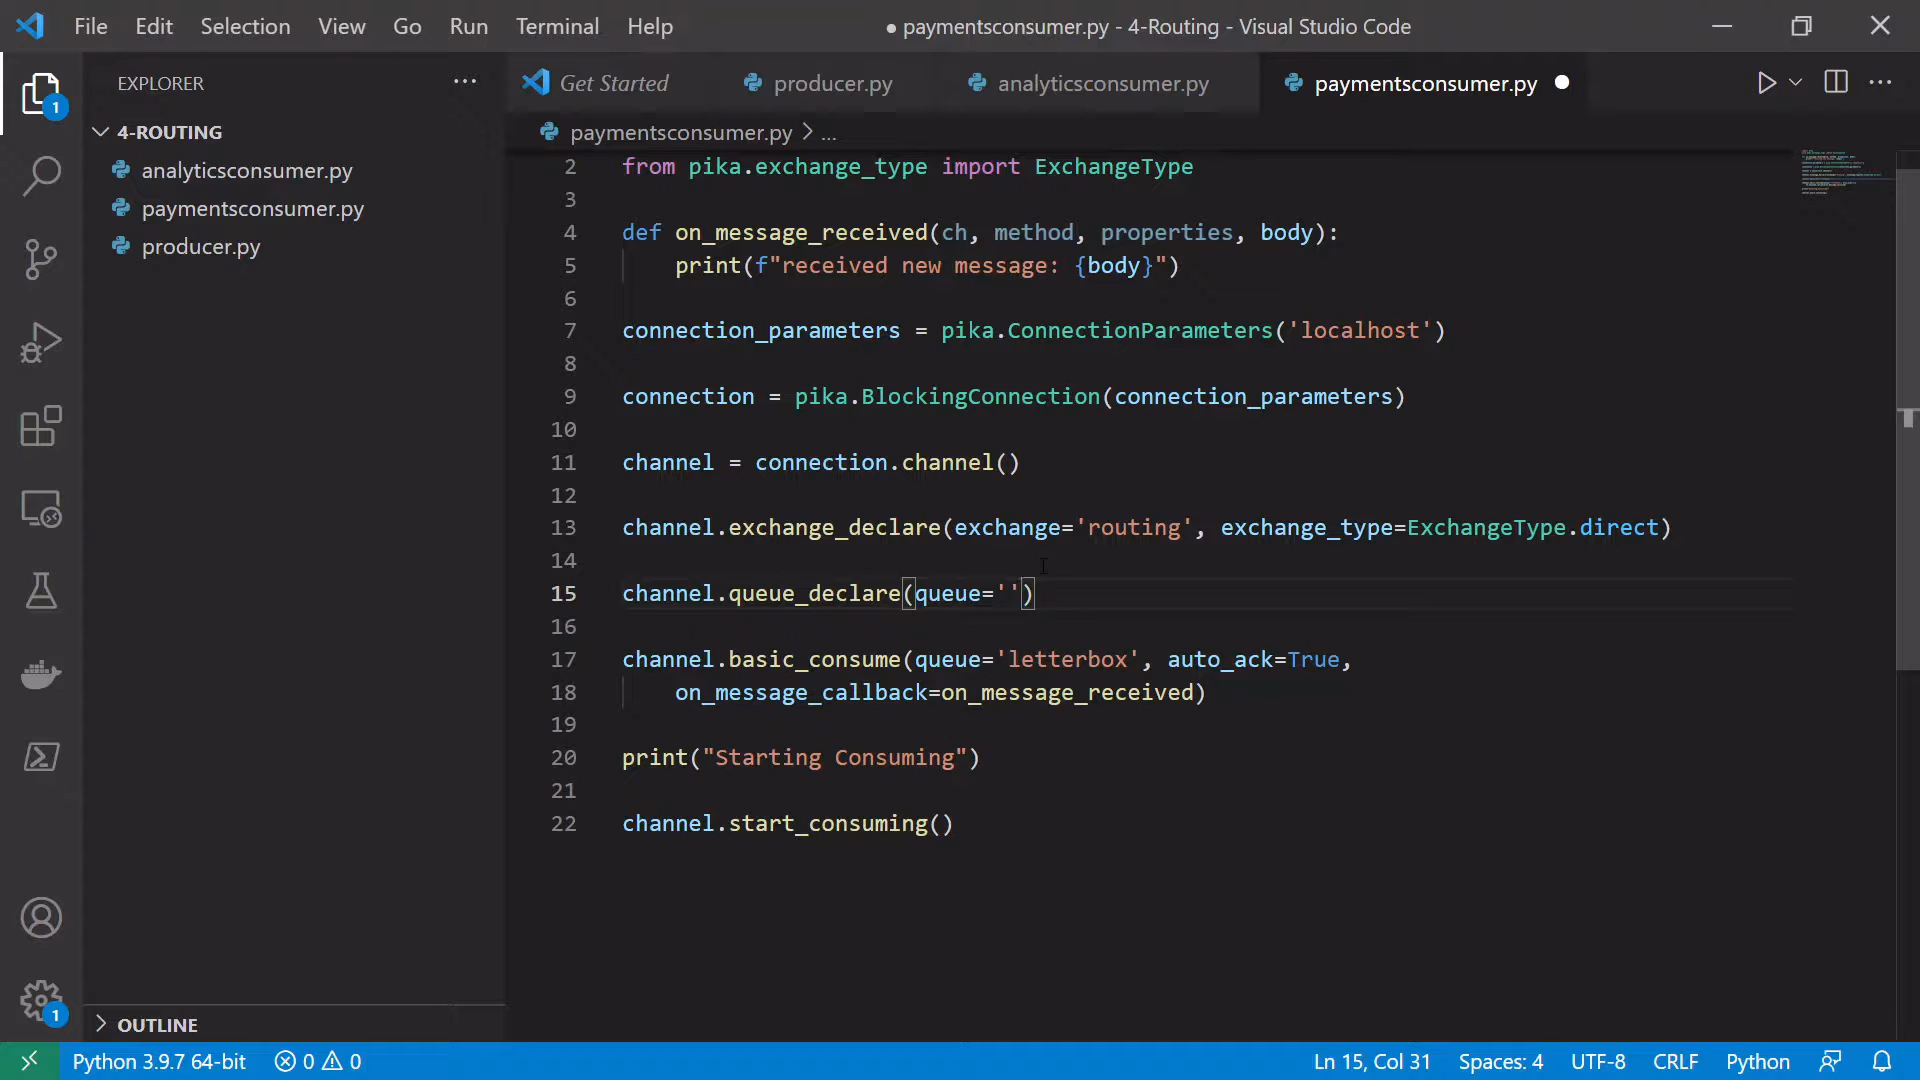 File Edit Selection View Go Run Terminal Help
● paymentsconsumer.py - 4-Routing - Visual Studio Code
EXPLORER
Get Started
producer.py
analyticsconsumer.py
paymentsconsumer.py
1
4-ROUTING
analyticsconsumer.py
paymentsconsumer.py
producer.py
paymentsconsumer.py > ...
2 from pika.exchange_type import ExchangeType
3
4 def on_message_received(ch, method, properties, body):
5 print(f"received new message: {body}")
6
7 connection_parameters = pika.ConnectionParameters('localhost')
8
9 connection = pika.BlockingConnection(connection_parameters)
10
11 channel = connection.channel()
12
13 channel.exchange_declare(exchange='routing', exchange_type=ExchangeType.direct)
14
15 channel.queue_declare(queue='')
16
17 channel.basic_consume(queue='letterbox', auto_ack=True,
18 on_message_callback=on_message_received)
19
20 print("Starting Consuming")
21
22 channel.start_consuming()
1
OUTLINE
Python 3.9.7 64-bit 0 0
Ln 15, Col 31 Spaces: 4 UTF-8 CRLF Python